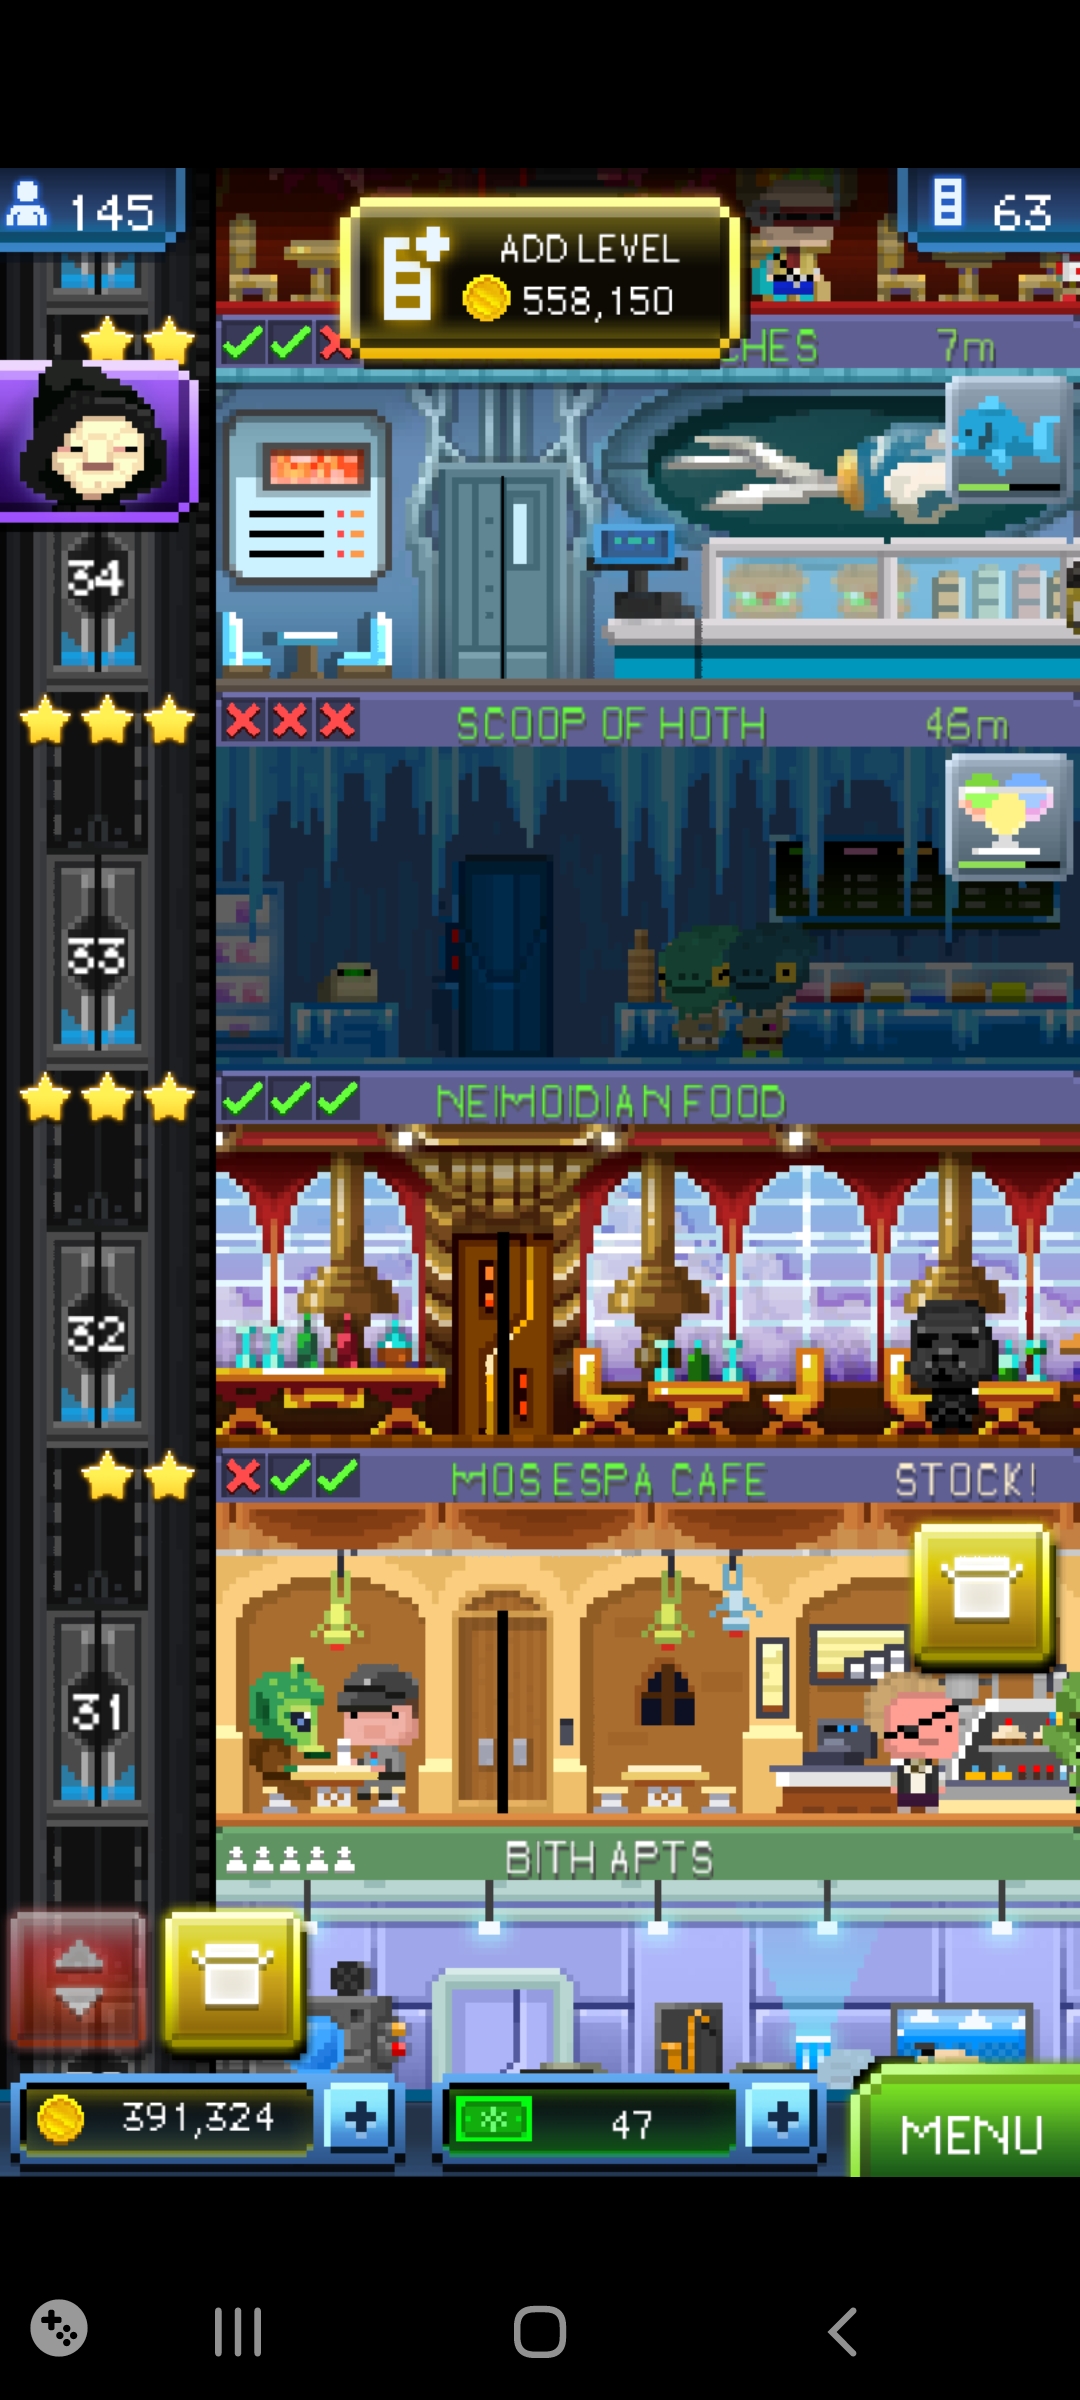 145
ADD LEVEL
558,150
63
CHES 7m
34
SCOOP OF HOTH 46m
33
NEIMOIDIAN FOOD
32
MOS ESPA CAFE STOCK!
31
BITH APTS
391,324
47
MENU